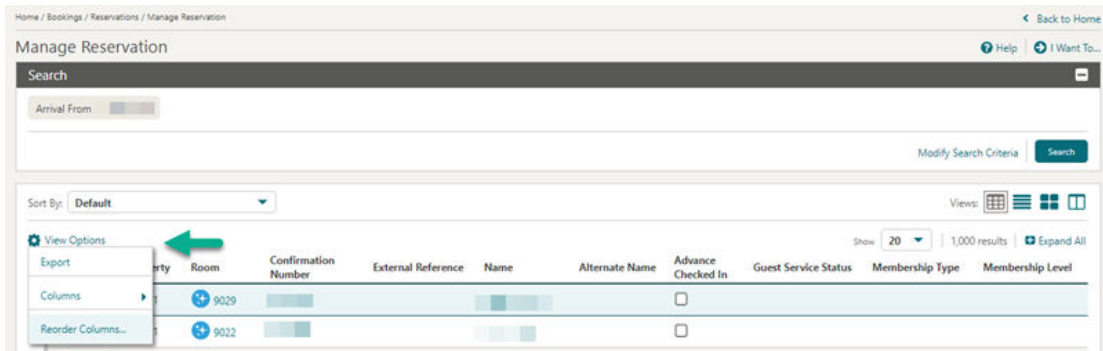 Home / Bookings / Reservations / Manage Reservation
Back to Home
Manage Reservation
Help
I Want To...
Search
Arrival From
Modify Search Criteria
Search
Sort By: Default
Views:
View Options
Show 20 1,000 results Expand All
Export
erty Room Confirmation Number External Reference Name Alternate Name Advance Checked In Guest Service Status Membership Type Membership Level
Columns
1 9029
Reorder Columns...
1 9022